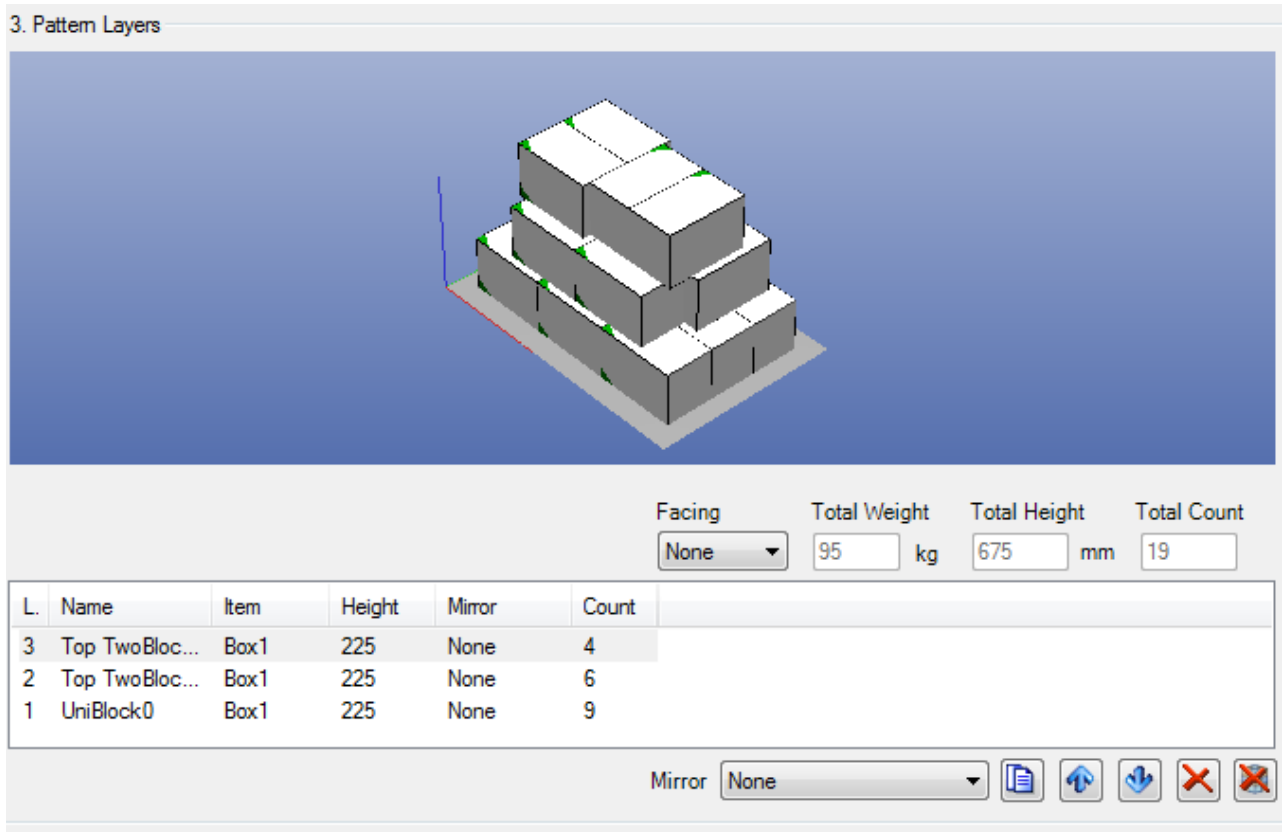 3. Pattern Layers
Facing Total Weight Total Height Total Count
None 95 kg 675 mm 19
L. Name Item Height Mirror Count
3 Top TwoBloc... Box1 225 None 4
2 Top TwoBloc... Box1 225 None 6
1 UniBlock0 Box1 225 None 9
Mirror None